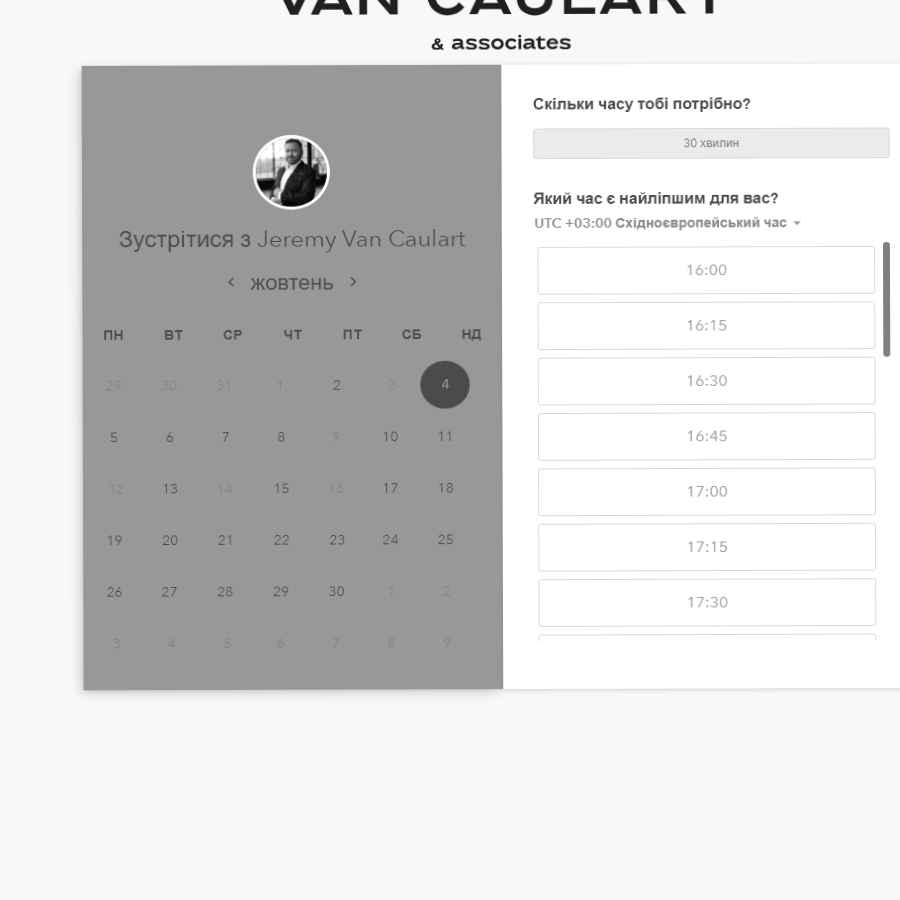 VAN CAULART
& associates
Зустрітися з Jeremy Van Caulart
жовтень
ПН ВТ СР ЧТ ПТ СБ НД
29 30 31 1 2 3 4
5 6 7 8 9 10 11
12 13 14 15 16 17 18
19 20 21 22 23 24 25
26 27 28 29 30 1 2
3 4 5 6 7 8 9
Скільки часу тобі потрібно?
30 хвилин
Який час є найліпшим для вас?
UTC +03:00 Східноєвропейський час
16:00
16:15
16:30
16:45
17:00
17:15
17:30